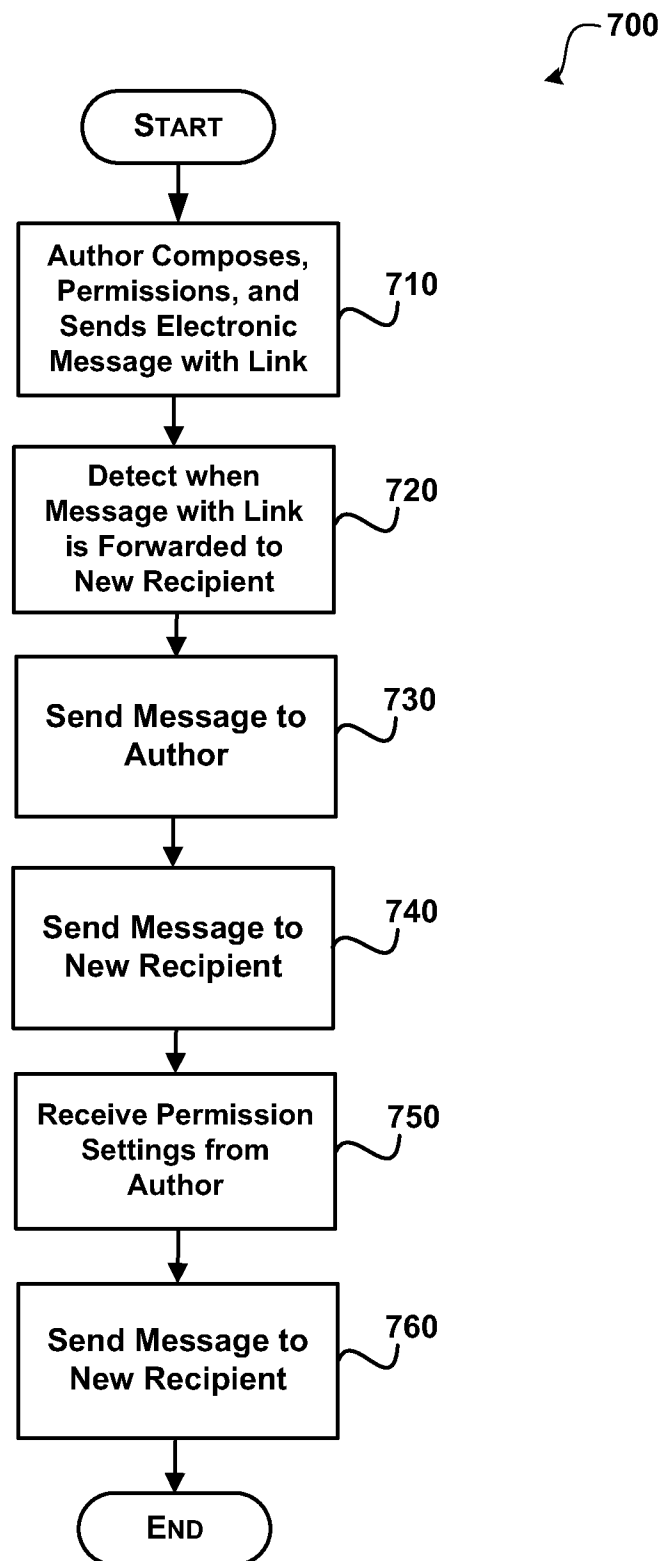 700
START
Author Composes,
Permissions, and
Sends Electronic
Message with Link
710
Detect when
Message with Link
is Forwarded to
New Recipient
720
Send Message to
Author
730
Send Message to
New Recipient
740
Receive Permission
Settings from
Author
750
Send Message to
New Recipient
760
END